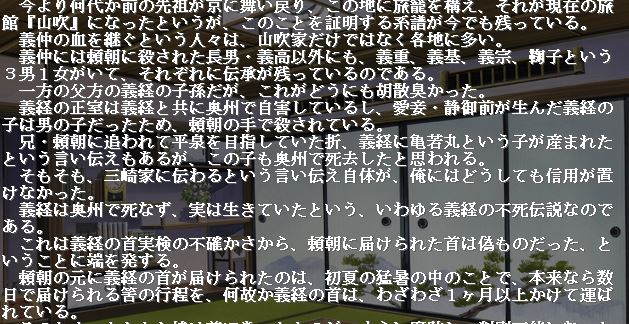 今より何代か前の先祖が京に舞い戻り、この地に旅籠を構え、それが現在の旅
館『山吹』になったというが、このことを証明する系譜が今でも残っている。
義仲の血を継ぐという人々は、山吹家だけではなく各地に多い。
義仲には頼朝に殺された長男・義高以外にも、義重、義基、義宗、鞠子という
３男１女がいて、それぞれに伝承が残っているのである。
一方の父方の義経の子孫だが、これがどうにも胡散臭かった。
義経の正室は義経と共に奥州で自害しているし、愛妾・静御前が生んだ義経の
子は男の子だったため、頼朝の手で殺されている。
兄・頼朝に追われて平泉を目指していた折、義経に亀若丸という子が産まれた
という言い伝えもあるが、この子も奥州で死去したと思われる。
そもそも、三崎家に伝わるという言い伝え自体が、俺にはどうしても信用が置
けなかった。
義経は奥州で死なず、実は生きていたという、いわゆる義経の不死伝説なので
ある。
これは義経の首実検の不確かさから、頼朝に届けられた首は偽ものだった、と
いうことに端を発する。
頼朝の元に義経の首が届けられたのは、初夏の猛暑の中のことで、本来なら数
日で届けられる筈の行程を、何故か義経の首は、わざわざ１ヶ月以上かけて運ば
れている。